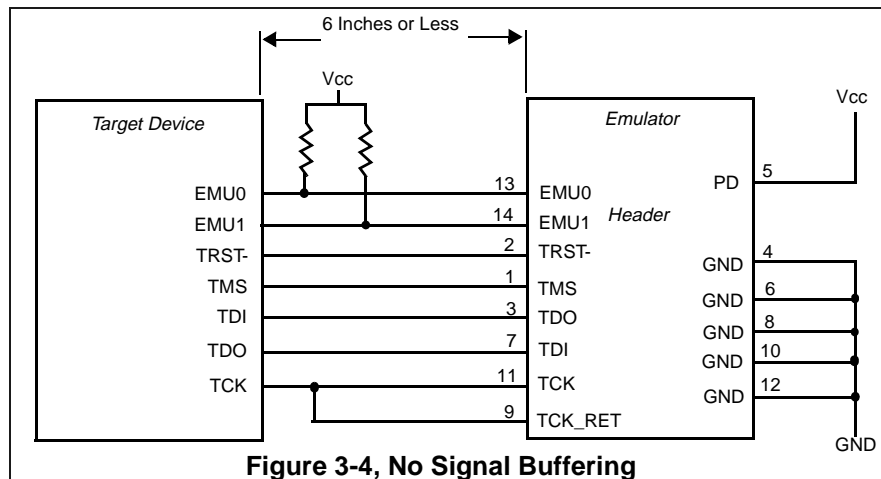 6 Inches or Less
Vcc
Vcc
Target Device
Emulator
Header
EMU0
EMU1
TRST-
TMS
TDI
TDO
TCK
13
14
2
1
3
7
11
9
EMU0
EMU1
TRST-
TMS
TDO
TDI
TCK
TCK_RET
PD
5
GND
4
GND
6
GND
8
GND
10
GND
12
GND
Figure 3-4, No Signal Buffering